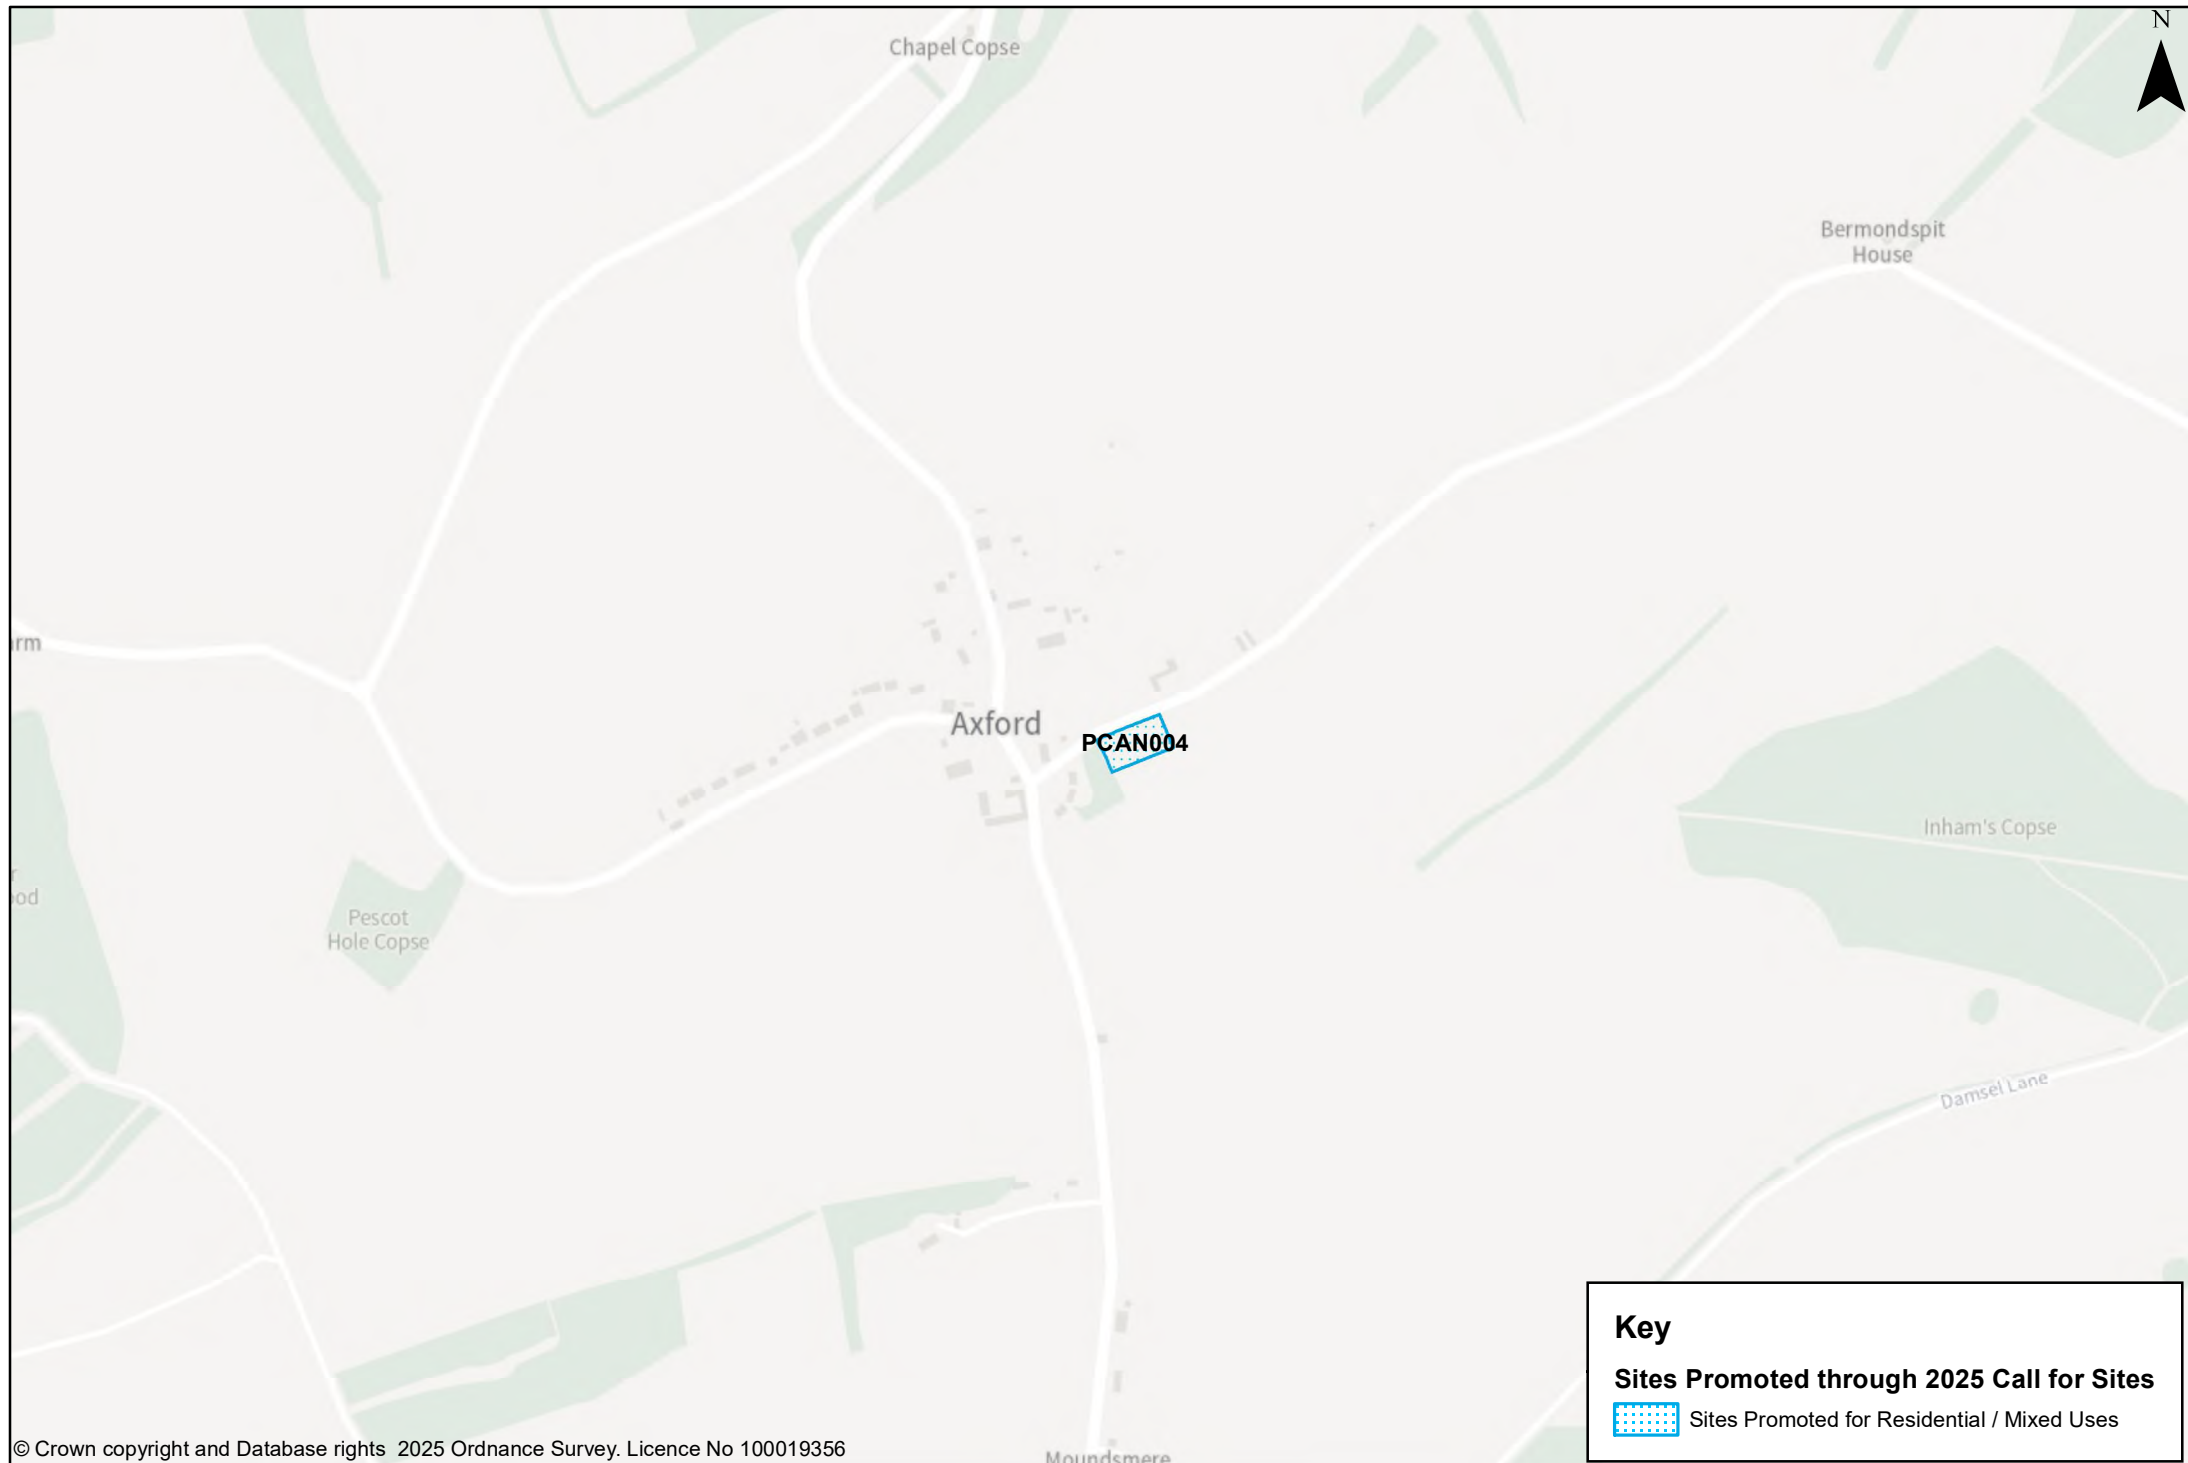 N
Chapel Copse
Bermondspit
House
Axford
PCAN004
Inham's Copse
Pescot
Hole Copse
Damsel Lane
Moundsmere
Key
Sites Promoted through 2025 Call for Sites
Sites Promoted for Residential / Mixed Uses
© Crown copyright and Database rights 2025 Ordnance Survey. Licence No 100019356